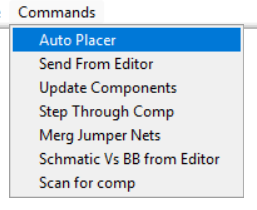 Commands
Auto Placer
Send From Editor
Update Components
Step Through Comp
Merg Jumper Nets
Schmatic Vs BB from Editor
Scan for comp